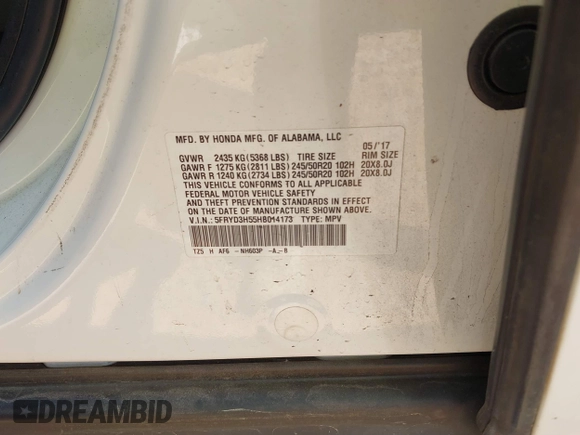 MFD. BY HONDA MFG. OF ALABAMA, LLC 05/'17
GVWR 2435 KG (5368 LBS) TIRE SIZE RIM SIZE
GAWR F 1275 KG (2811 LBS) 245/50R20 102H 20X8.0J
GAWR R 1240 KG (2734 LBS) 245/50R20 102H 20X8.0J
THIS VEHICLE CONFORMS TO ALL APPLICABLE
FEDERAL MOTOR VEHICLE SAFETY
AND THEFT PREVENTION STANDARDS IN EFFECT
ON DATE OF MANUFACTURE SHOWN ABOVE
V.I.N.: 5FRYD3H55HB014173 TYPE: MPV
TZ5 H AF6 -NH603P -A.-B
DREAMBID